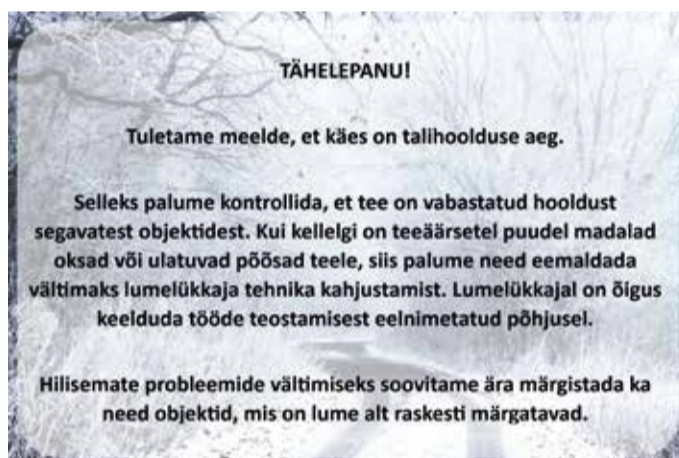 TÄHELEPANU!
Tuletame meelde, et käes on talihoolduse aeg.
Selleks palume kontrollida, et tee on vabastatud hooldust
segavatest objektidest. Kui kellelgi on teeäärsetel puudel madalad
oksad või ulatuvad põõsad teele, siis palume need eemaldada
vältimaks lumelükkaja tehnika kahjustamist. Lumelükkajal on õigus
keelduda tööde teostamisest eelnimetatud põhjusel.
Hilisemate probleemide vältimiseks soovitame ära märgistada ka
need objektid, mis on lume alt raskesti märgatavad.